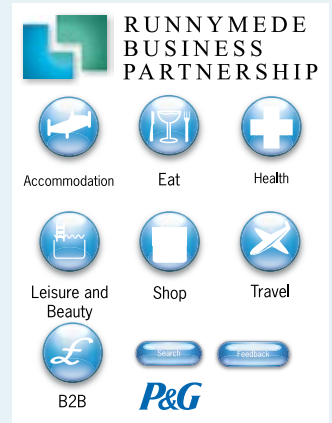 RUNNYMEDE
BUSINESS
PARTNERSHIP
Accommodation
Eat
Health
Leisure and
Beauty
Shop
Travel
£
B2B
Search
Feedback
P&G